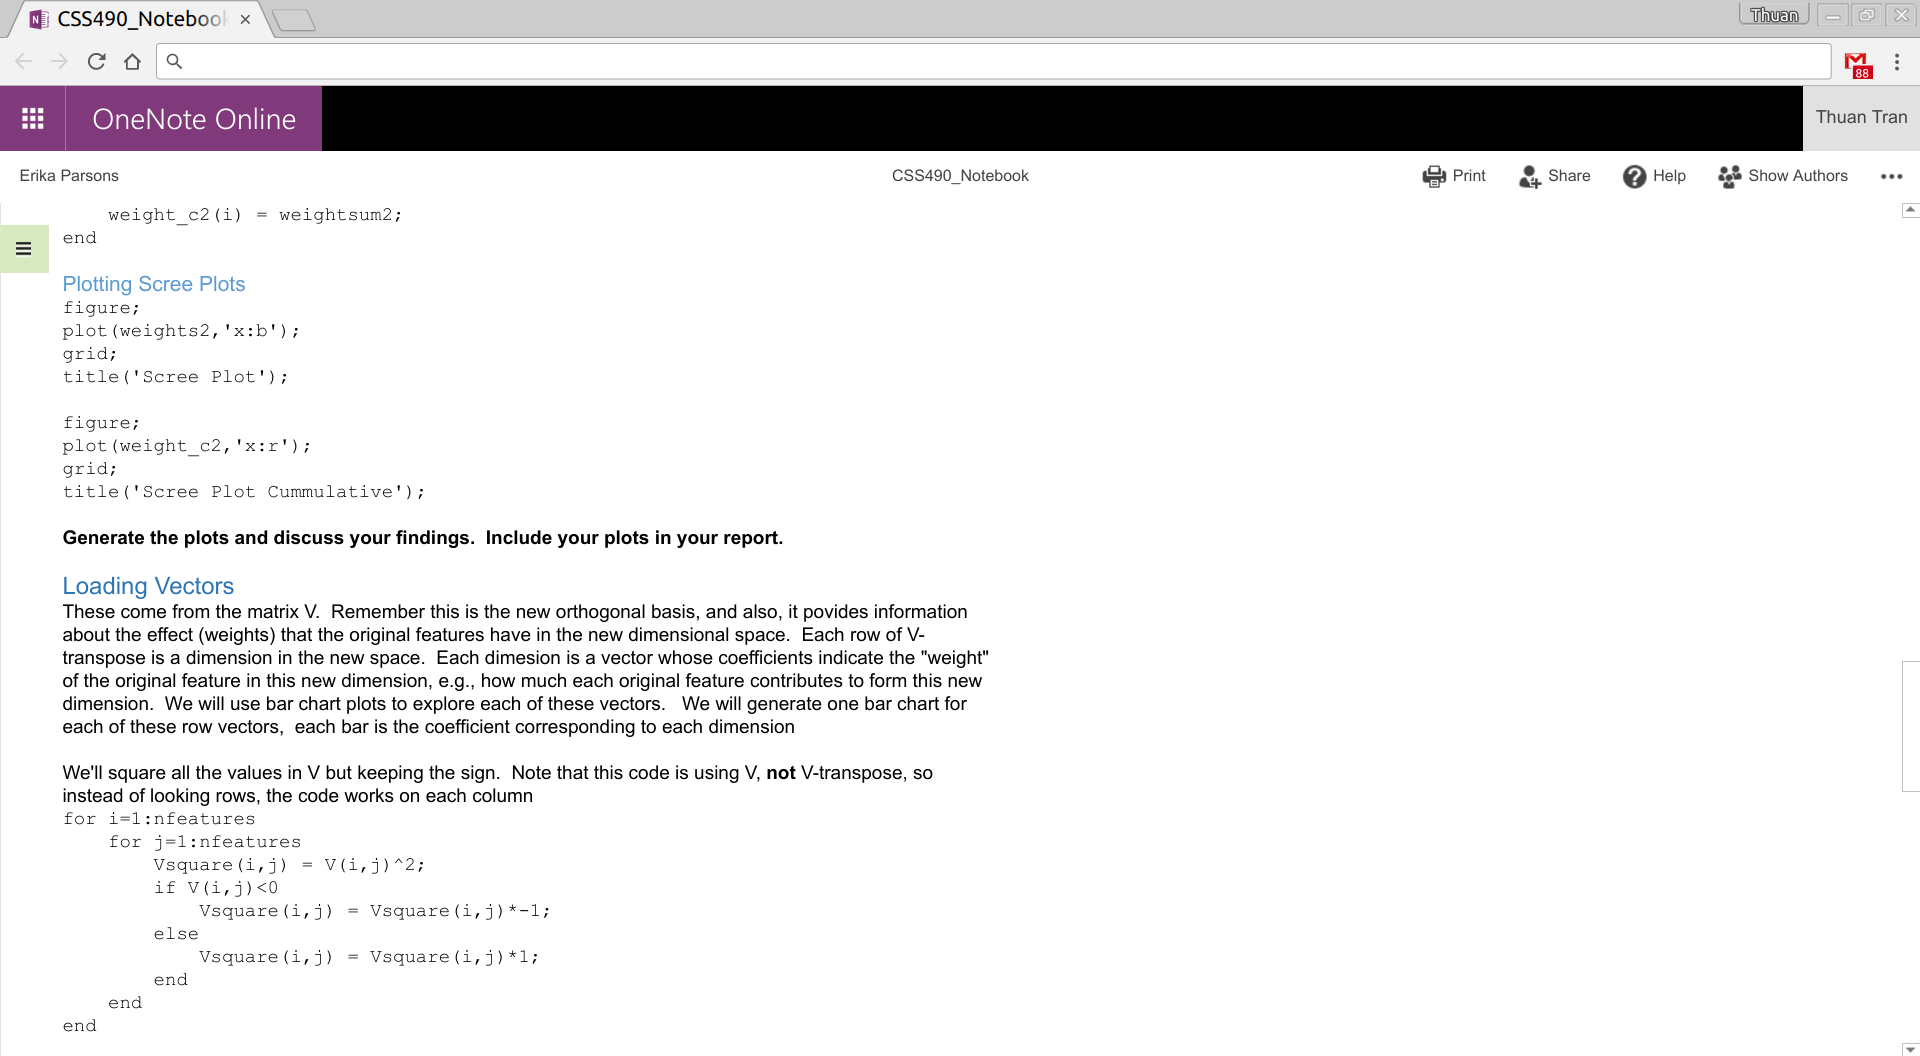 CSS490_Notebook
Thuan
88
OneNote Online
Thuan Tran
Erika Parsons
CSS490_Notebook
Print
Share
Help
Show Authors
    weight_c2(i) = weightsum2;
end
Plotting Scree Plots
figure;
plot(weights2,'x:b');
grid;
title('Scree Plot');
figure;
plot(weight_c2,'x:r');
grid;
title('Scree Plot Cummulative');
Generate the plots and discuss your findings.  Include your plots in your report.
Loading Vectors
These come from the matrix V.  Remember this is the new orthogonal basis, and also, it povides information
about the effect (weights) that the original features have in the new dimensional space.  Each row of V-
transpose is a dimension in the new space.  Each dimesion is a vector whose coefficients indicate the "weight"
of the original feature in this new dimension, e.g., how much each original feature contributes to form this new
dimension.  We will use bar chart plots to explore each of these vectors.   We will generate one bar chart for
each of these row vectors,  each bar is the coefficient corresponding to each dimension
We'll square all the values in V but keeping the sign.  Note that this code is using V, not V-transpose, so
instead of looking rows, the code works on each column
for i=1:nfeatures
    for j=1:nfeatures
        Vsquare(i,j) = V(i,j)^2;
        if V(i,j)<0
            Vsquare(i,j) = Vsquare(i,j)*-1;
        else
            Vsquare(i,j) = Vsquare(i,j)*1;
        end
    end
end